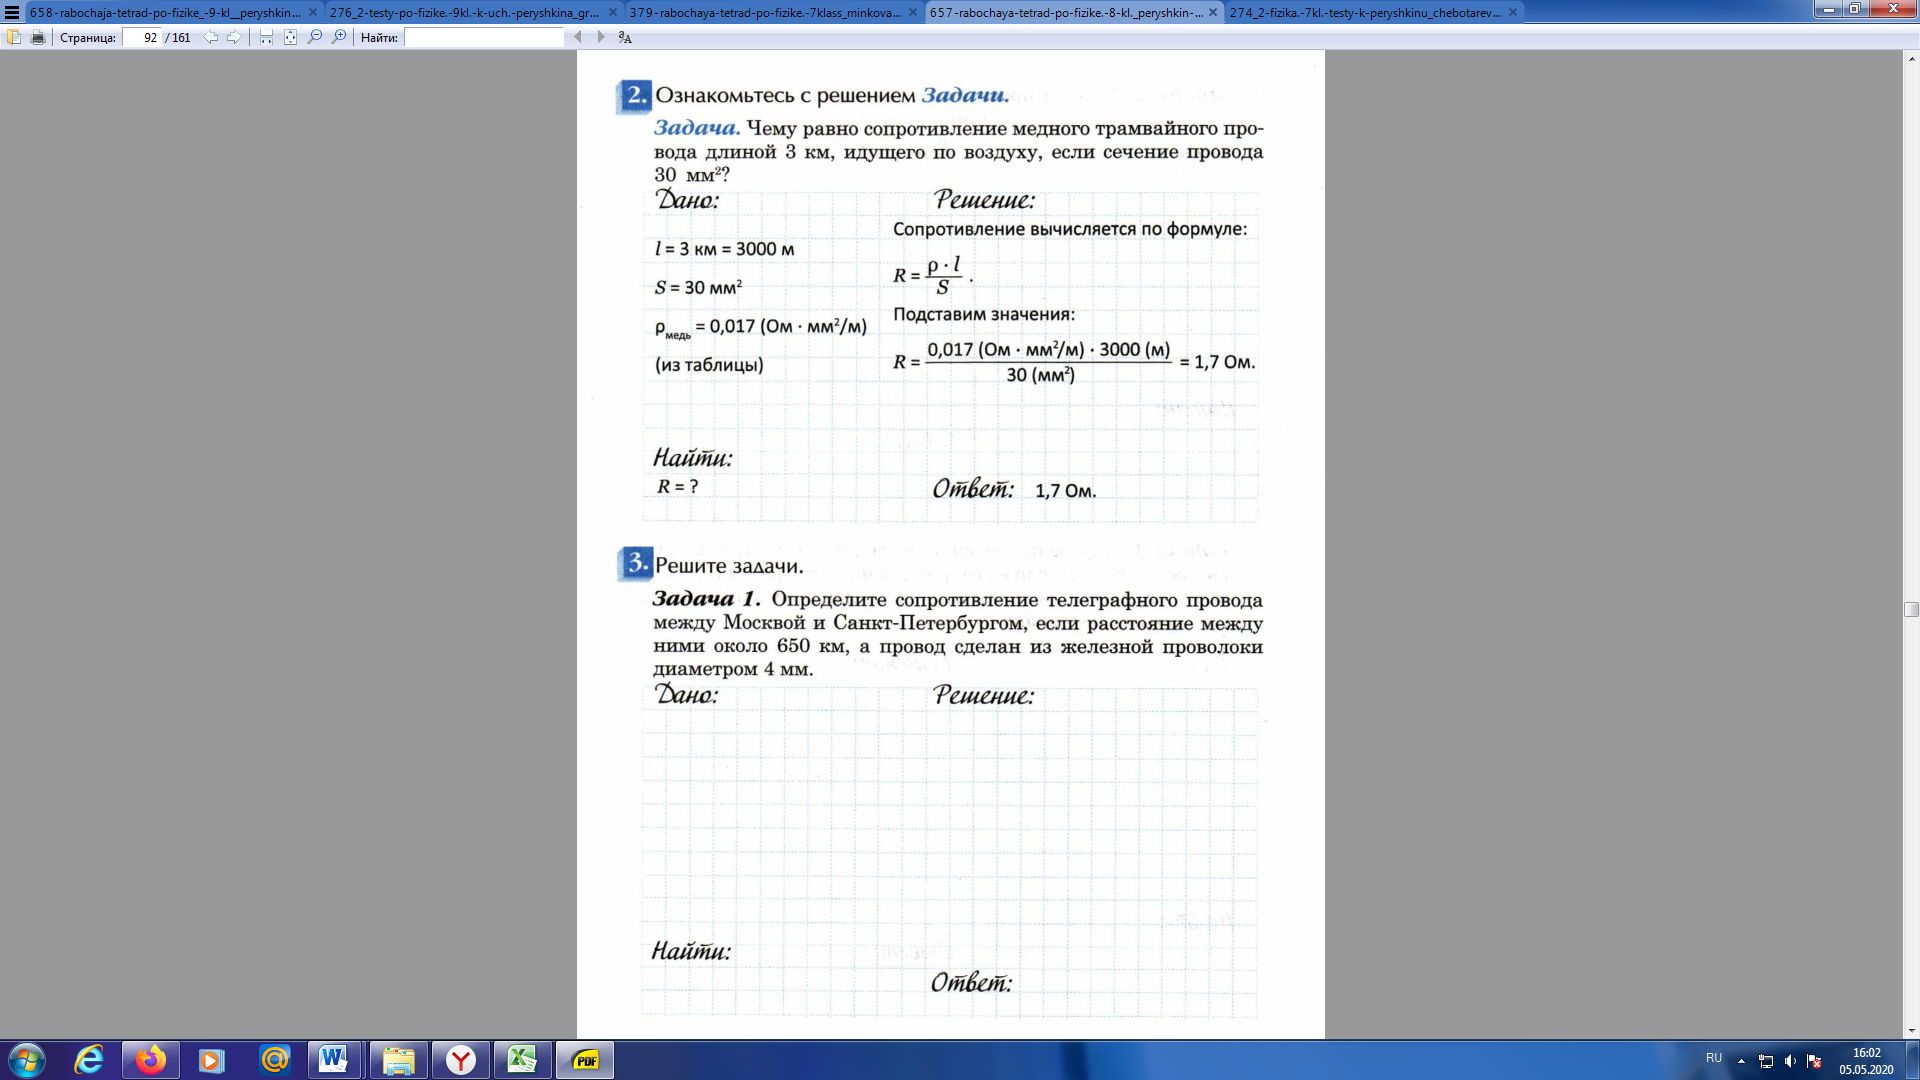 658-rabochaja-tetrad-po-fizike_-9-kl__peryshkin...
276_2-testy-po-fizike.-9kl.-k-uch.-peryshkina_gr...
379-rabochaya-tetrad-po-fizike.-7klass_minkova...
657-rabochaya-tetrad-po-fizike.-8-kl._peryshkin-...
274_2-fizika.-7kl.-testy-k-peryshkinu_chebotarev...
Страница: 92 / 161 Найти:
2. Ознакомьтесь с решением Задачи.
Задача. Чему равно сопротивление медного трамвайного про-
вода длиной 3 км, идущего по воздуху, если сечение провода
30 мм²?
Дано: Решение:
Сопротивление вычисляется по формуле:
l = 3 км = 3000 м
R = ρ · l / S .
S = 30 мм²
Подставим значения:
ρмедь = 0,017 (Ом · мм²/м)
R = 0,017 (Ом · мм²/м) · 3000 (м) / 30 (мм²) = 1,7 Ом.
(из таблицы)
Найти:
R = ?
Ответ: 1,7 Ом.
3. Решите задачи.
Задача 1. Определите сопротивление телеграфного провода
между Москвой и Санкт-Петербургом, если расстояние между
ними около 650 км, а провод сделан из железной проволоки
диаметром 4 мм.
Дано: Решение:
Найти:
Ответ:
PDF
RU
16:02
05.05.2020